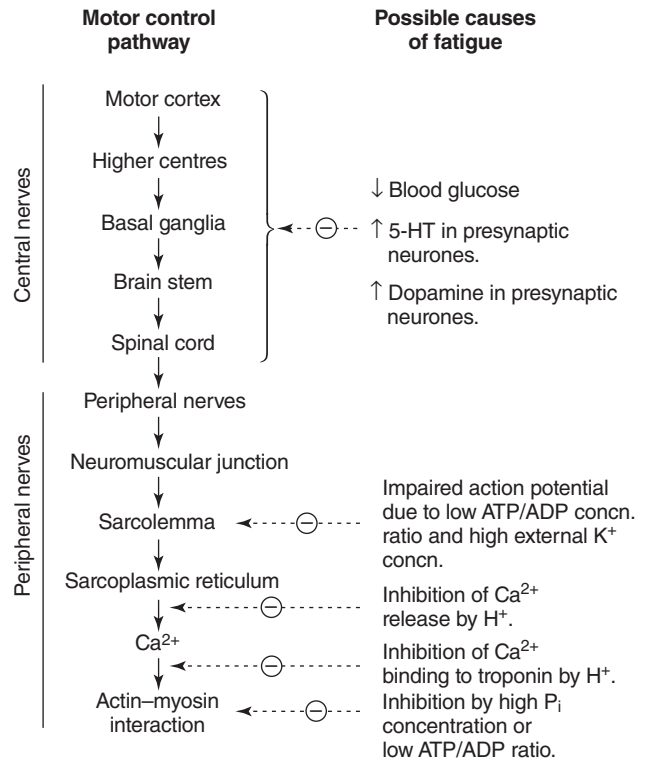 Motor control
pathway
Possible causes
of fatigue
Central nerves
Motor cortex
Higher centres
Basal ganglia
Brain stem
Spinal cord
↓ Blood glucose
↑ 5-HT in presynaptic
neurones.
↑ Dopamine in presynaptic
neurones.
Peripheral nerves
Peripheral nerves
Neuromuscular junction
Sarcolemma
Sarcoplasmic reticulum
Ca²⁺
Actin–myosin
interaction
Impaired action potential
due to low ATP/ADP concn.
ratio and high external K⁺
concn.
Inhibition of Ca²⁺
release by H⁺.
Inhibition of Ca²⁺
binding to troponin by H⁺.
Inhibition by high Pᵢ
concentration or
low ATP/ADP ratio.